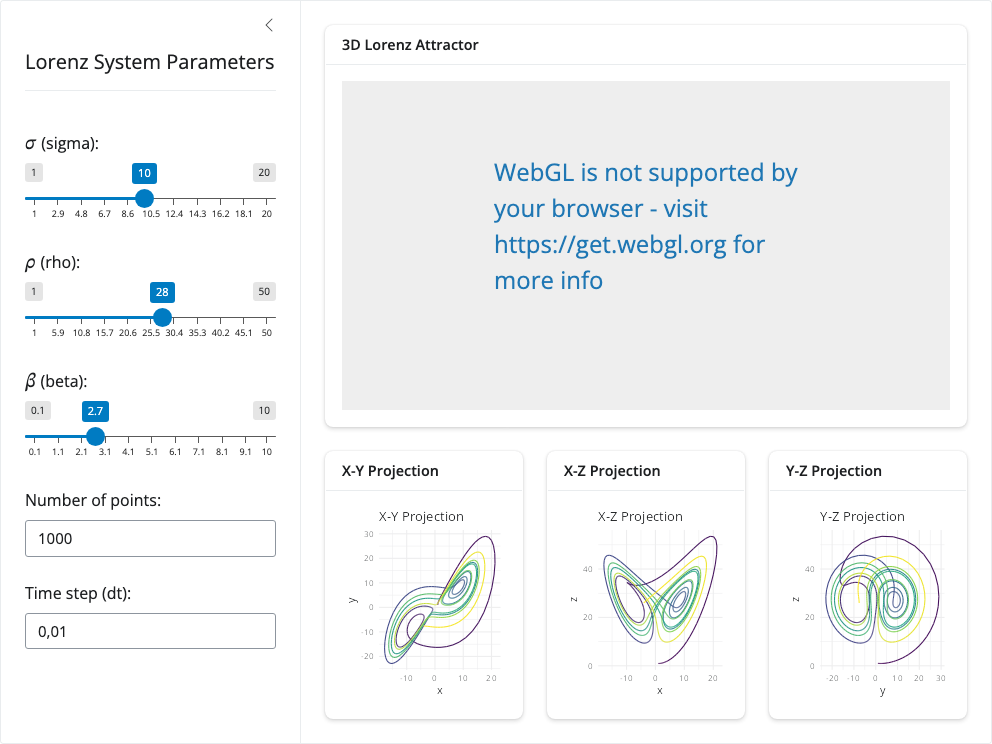 Lorenz System Parameters
σ (sigma):
1 10 20
1 2.9 4.8 6.7 8.6 10.5 12.4 14.3 16.2 18.1 20
ρ (rho):
1 28 50
1 5.9 10.8 15.7 20.6 25.5 30.4 35.3 40.2 45.1 50
β (beta):
0.1 2.7 10
0.1 1.1 2.1 3.1 4.1 5.1 6.1 7.1 8.1 9.1 10
Number of points:
1000
Time step (dt):
0,01
3D Lorenz Attractor
WebGL is not supported by
your browser - visit
https://get.webgl.org for
more info
X-Y Projection
X-Y Projection
30
20
10
0
-10
-20
y
-10 0 10 20
x
X-Z Projection
X-Z Projection
40
20
0
z
-10 0 10 20
x
Y-Z Projection
Y-Z Projection
40
20
0
z
-20 -10 0 10 20 30
y